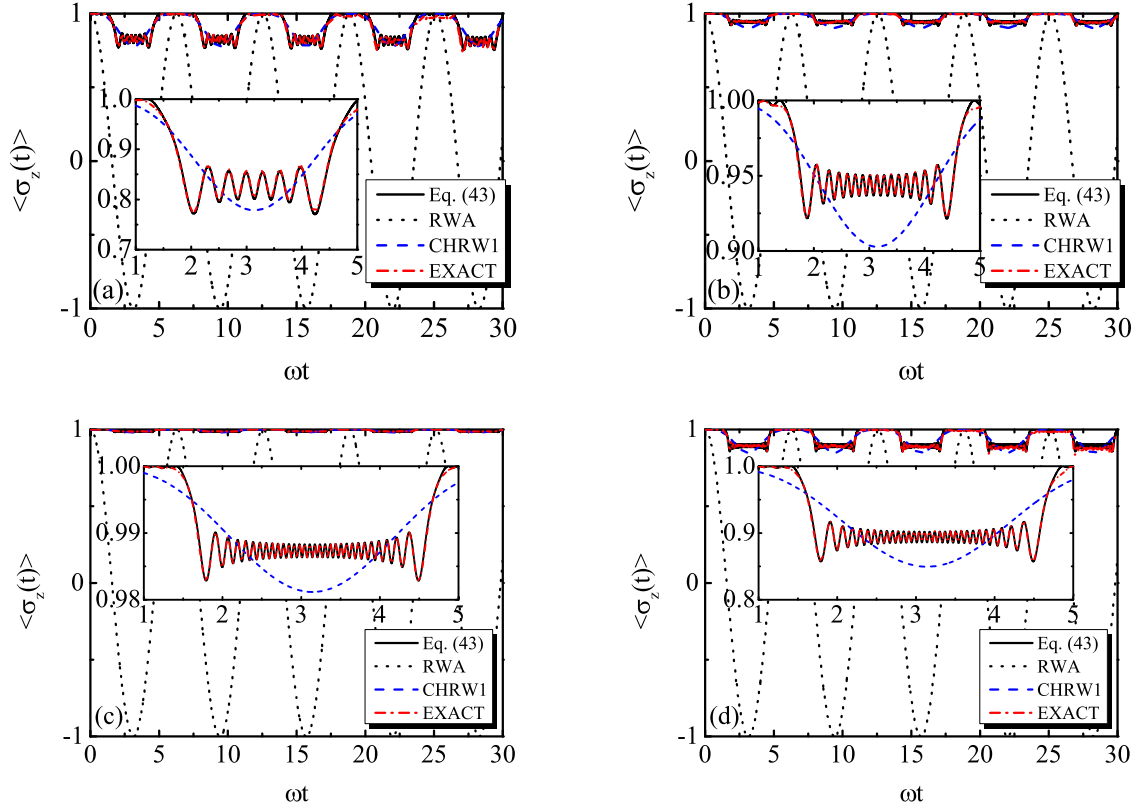 1
0
-1
<σz(t)>
0 5 10 15 20 25 30
ωt
(a)
1.0
0.9
0.8
0.7
1 2 3 4 5
Eq. (43)
RWA
CHRW1
EXACT
1
0
-1
<σz(t)>
0 5 10 15 20 25 30
ωt
(b)
1.00
0.95
0.90
1 2 3 4 5
Eq. (43)
RWA
CHRW1
EXACT
1
0
-1
<σz(t)>
0 5 10 15 20 25 30
ωt
(c)
1.00
0.99
0.98
1 2 3 4 5
Eq. (43)
RWA
CHRW1
EXACT
1
0
-1
<σz(t)>
0 5 10 15 20 25 30
ωt
(d)
1.0
0.9
0.8
1 2 3 4 5
Eq. (43)
RWA
CHRW1
EXACT